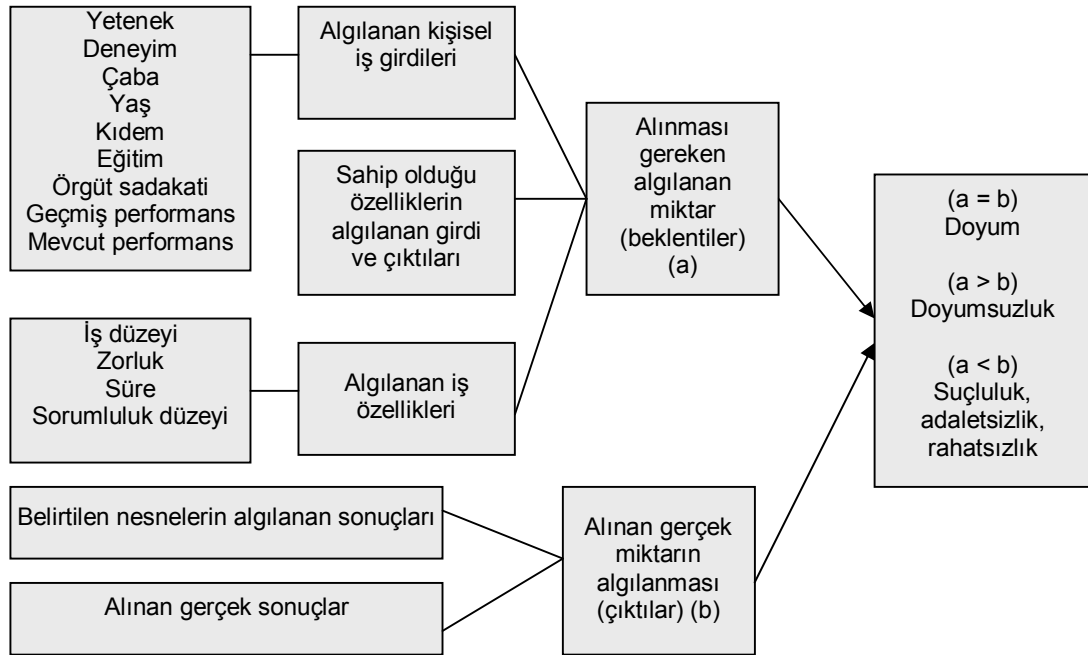 Yetenek
Deneyim
Çaba
Yaş
Kıdem
Eğitim
Örgüt sadakati
Geçmiş performans
Mevcut performans
Algılanan kişisel
iş girdileri
Sahip olduğu
özelliklerin
algılanan girdi
ve çıktıları
İş düzeyi
Zorluk
Süre
Sorumluluk düzeyi
Algılanan iş
özellikleri
Alınması
gereken
algılanan
miktar
(beklentiler)
(a)
Belirtilen nesnelerin algılanan sonuçları
Alınan gerçek sonuçlar
Alınan gerçek
miktarın
algılanması
(çıktılar) (b)
(a = b)
Doyum
(a > b)
Doyumsuzluk
(a < b)
Suçluluk,
adaletsizlik,
rahatsızlık